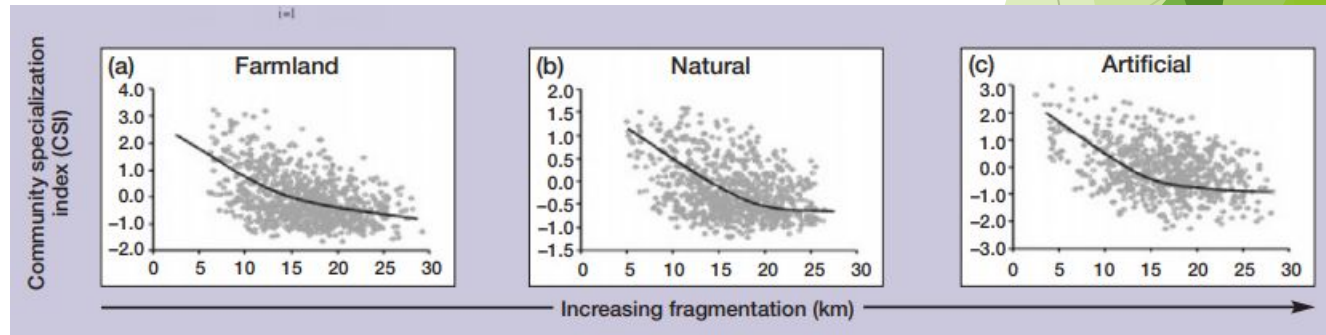 i=1
Community specialization
index (CSI)
(a) Farmland
4.0
3.0
2.0
1.0
0.0
–1.0
–2.0
0 5 10 15 20 25 30
(b) Natural
2.0
1.5
1.0
0.5
0.0
–0.5
–1.0
–1.5
0 5 10 15 20 25 30
(c) Artificial
3.0
2.0
1.0
0.0
–1.0
–2.0
–3.0
0 5 10 15 20 25 30
Increasing fragmentation (km)